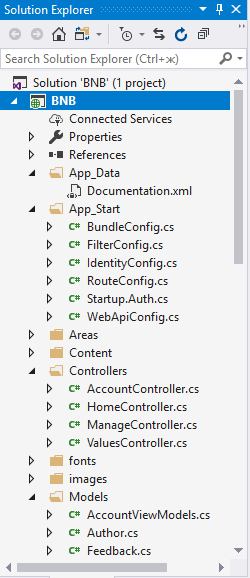 Solution Explorer
Search Solution Explorer (Ctrl+ж)
Solution 'BNB' (1 project)
BNB
Connected Services
Properties
References
App_Data
Documentation.xml
App_Start
C# BundleConfig.cs
C# FilterConfig.cs
C# IdentityConfig.cs
C# RouteConfig.cs
C# Startup.Auth.cs
C# WebApiConfig.cs
Areas
Content
Controllers
C# AccountController.cs
C# HomeController.cs
C# ManageController.cs
C# ValuesController.cs
fonts
images
Models
C# AccountViewModels.cs
C# Author.cs
C# Feedback.cs